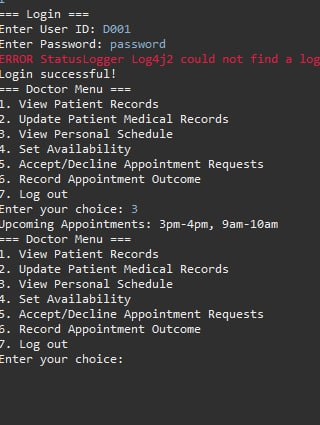 === Login ===
Enter User ID: D001
Enter Password: password
ERROR StatusLogger Log4j2 could not find a log
Login successful!
=== Doctor Menu ===
1. View Patient Records
2. Update Patient Medical Records
3. View Personal Schedule
4. Set Availability
5. Accept/Decline Appointment Requests
6. Record Appointment Outcome
7. Log out
Enter your choice: 3
Upcoming Appointments: 3pm-4pm, 9am-10am
=== Doctor Menu ===
1. View Patient Records
2. Update Patient Medical Records
3. View Personal Schedule
4. Set Availability
5. Accept/Decline Appointment Requests
6. Record Appointment Outcome
7. Log out
Enter your choice: